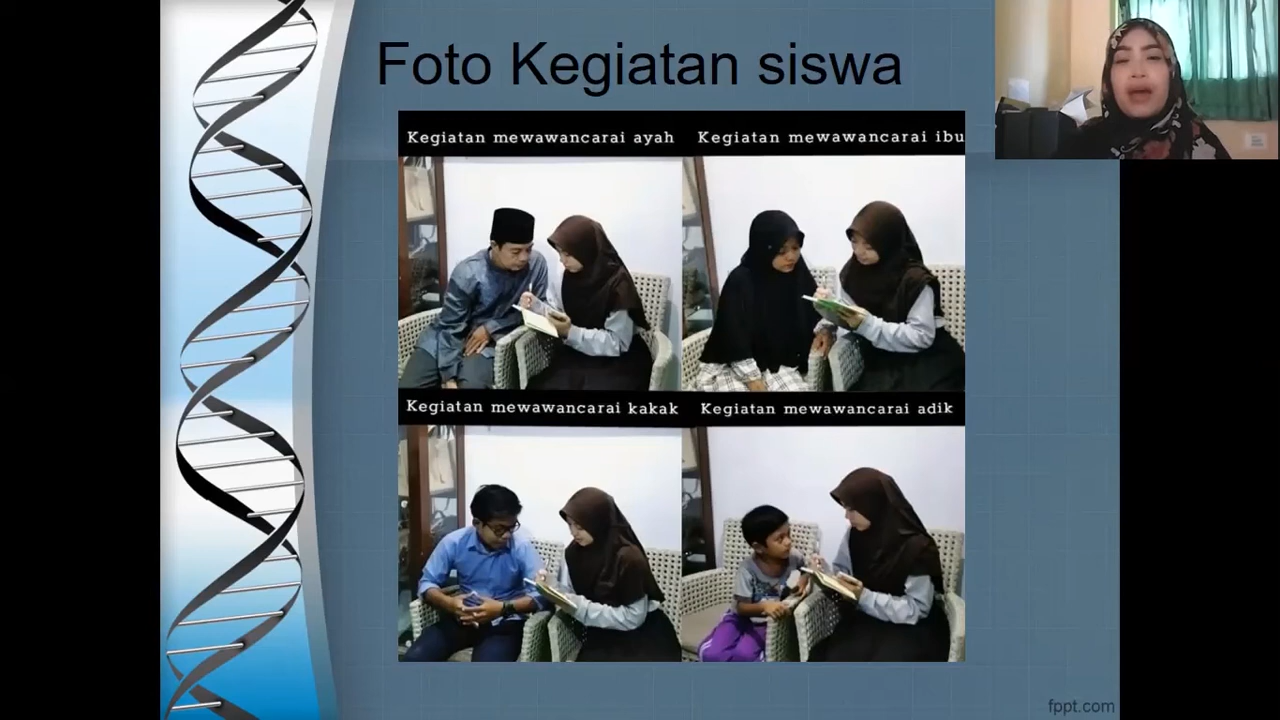 Foto Kegiatan siswa
Kegiatan mewawancarai ayah
Kegiatan mewawancarai ibu
Kegiatan mewawancarai kakak
Kegiatan mewawancarai adik
fppt.com